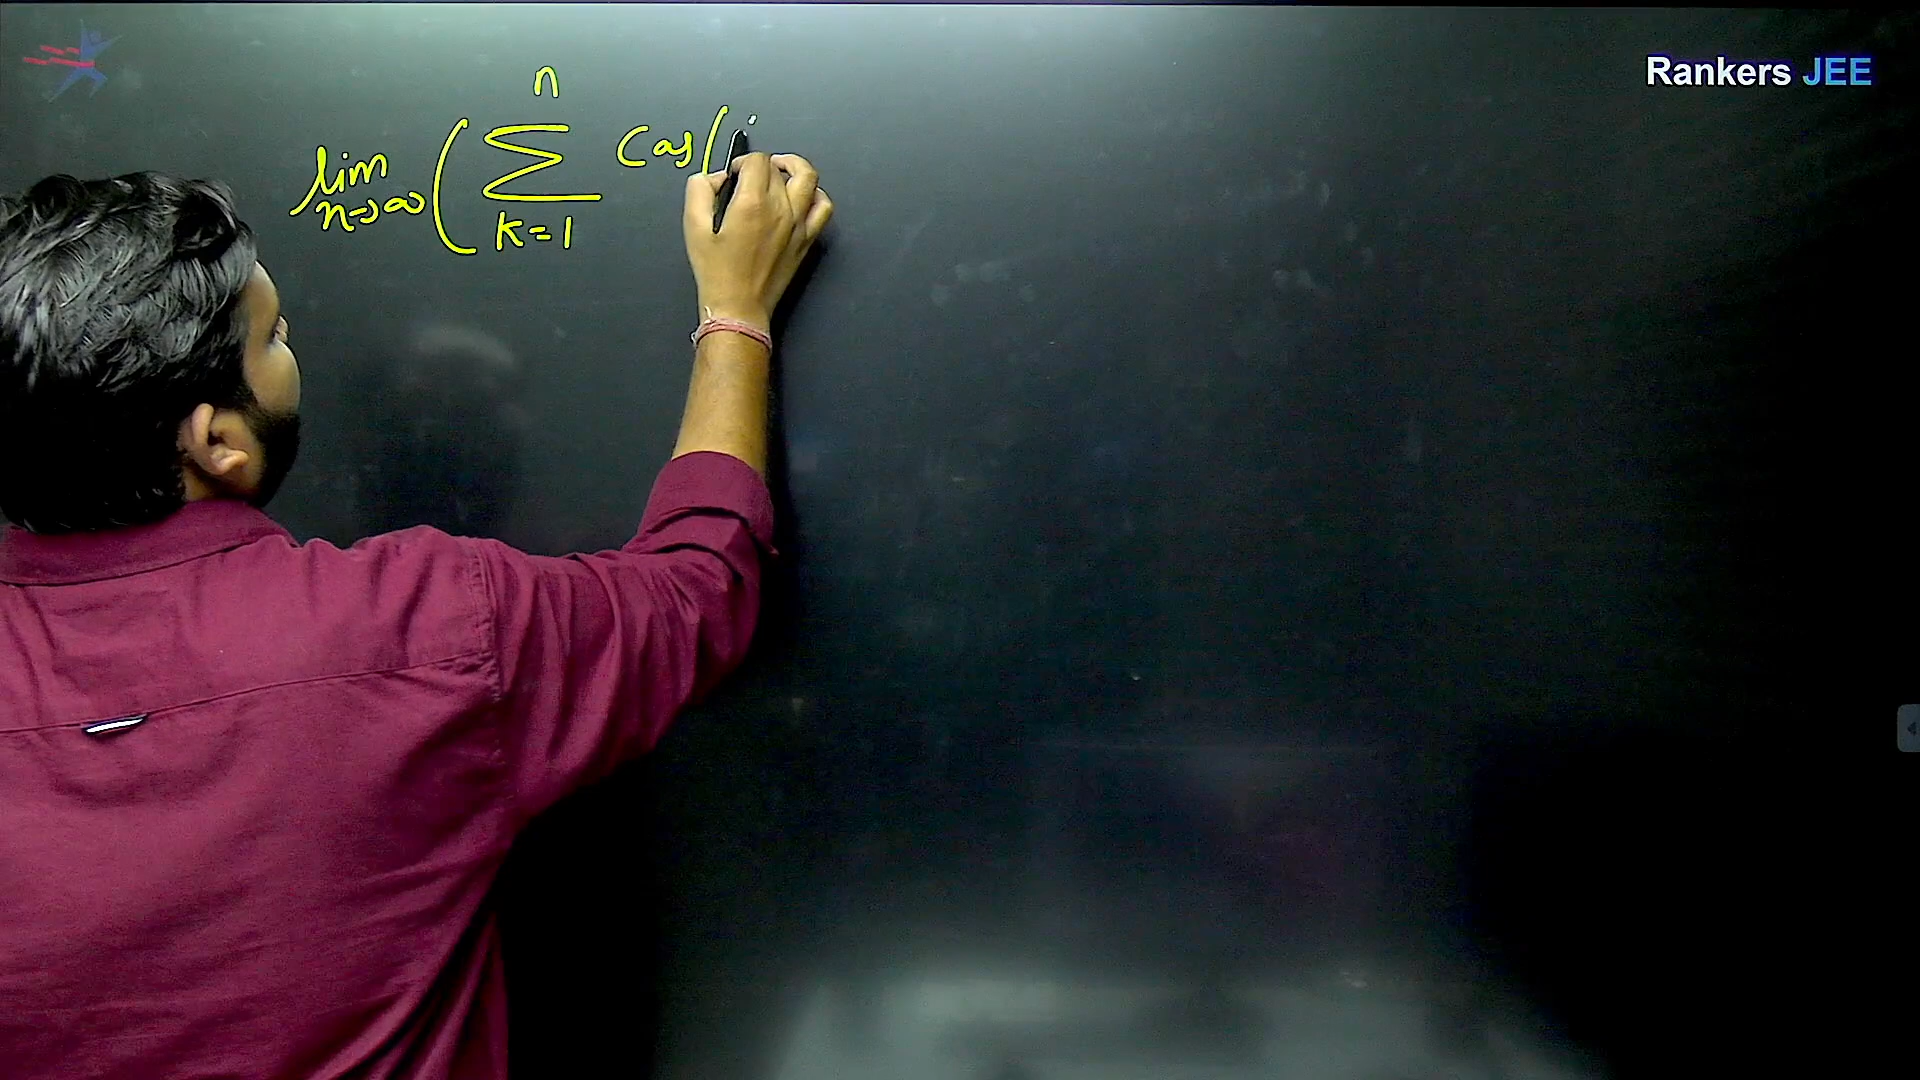 Rankers JEE
lim n→∞ ( n ∑ k=1 Cos(